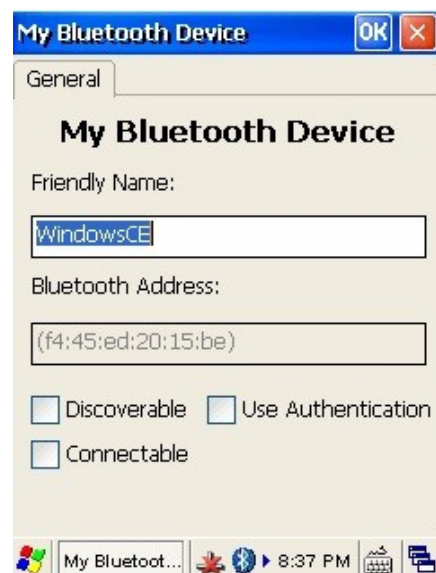 My Bluetooth Device OK
General
My Bluetooth Device
Friendly Name:
WindowsCE
Bluetooth Address:
(f4:45:ed:20:15:be)
Discoverable Use Authentication
Connectable
My Bluetoot... 8:37 PM